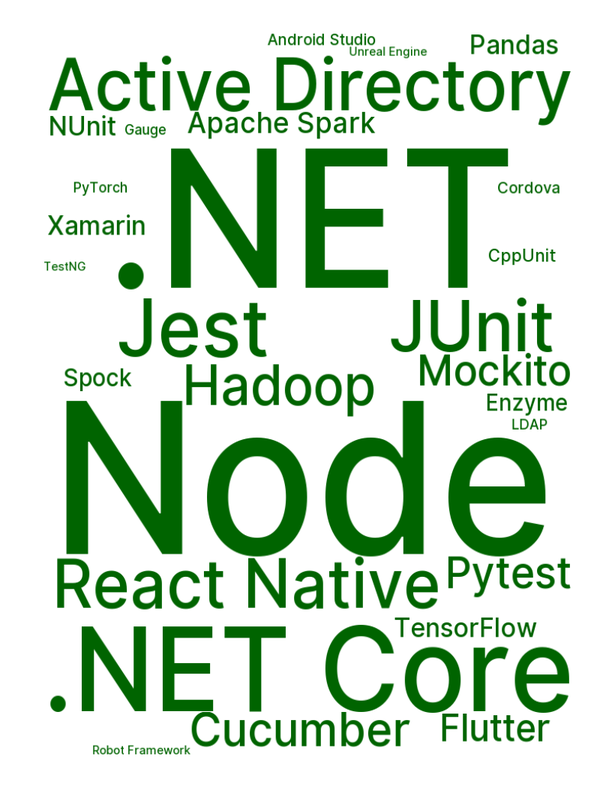 Android Studio
Unreal Engine
Pandas
Active Directory
NUnit
Gauge
Apache Spark
.NET
PyTorch
Cordova
Xamarin
CppUnit
TestNG
Jest
JUnit
Mockito
Spock
Hadoop
Enzyme
LDAP
Node
React Native
Pytest
TensorFlow
.NET Core
Cucumber
Flutter
Robot Framework